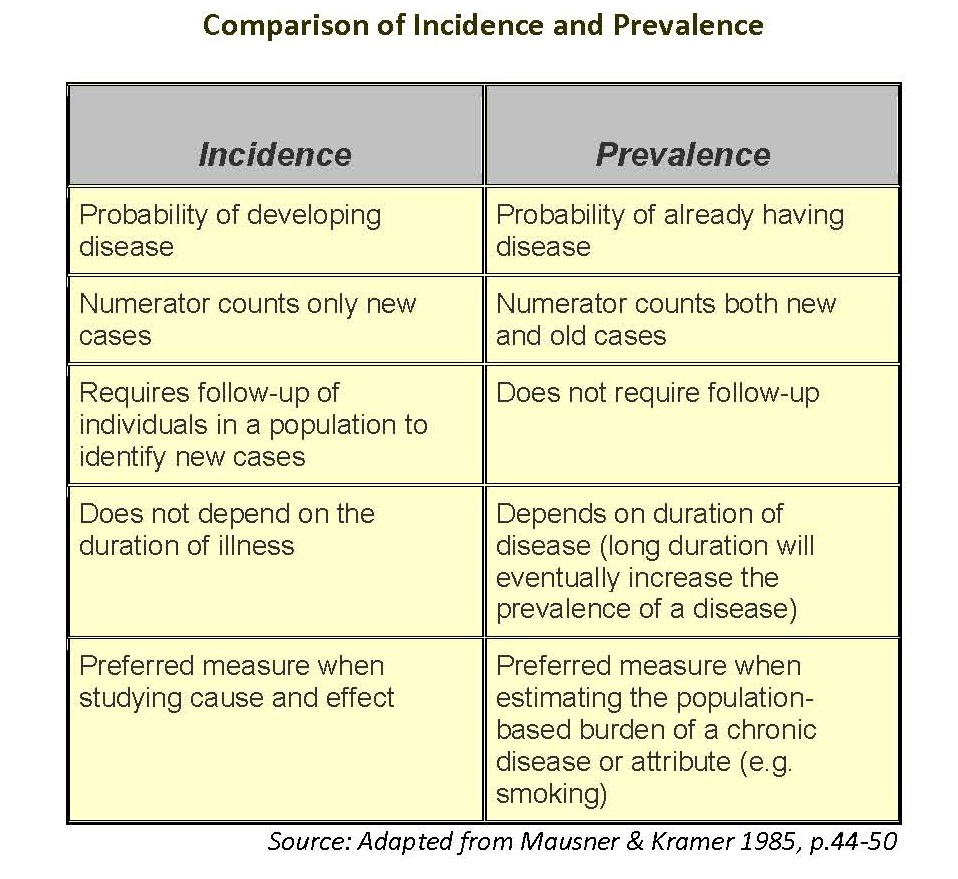 Comparison of Incidence and Prevalence
Incidence
Prevalence
Probability of developing
disease
Probability of already having
disease
Numerator counts only new
cases
Numerator counts both new
and old cases
Requires follow-up of
individuals in a population to
identify new cases
Does not require follow-up
Does not depend on the
duration of illness
Depends on duration of
disease (long duration will
eventually increase the
prevalence of a disease)
Preferred measure when
studying cause and effect
Preferred measure when
estimating the population-
based burden of a chronic
disease or attribute (e.g.
smoking)
Source: Adapted from Mausner & Kramer 1985, p.44-50